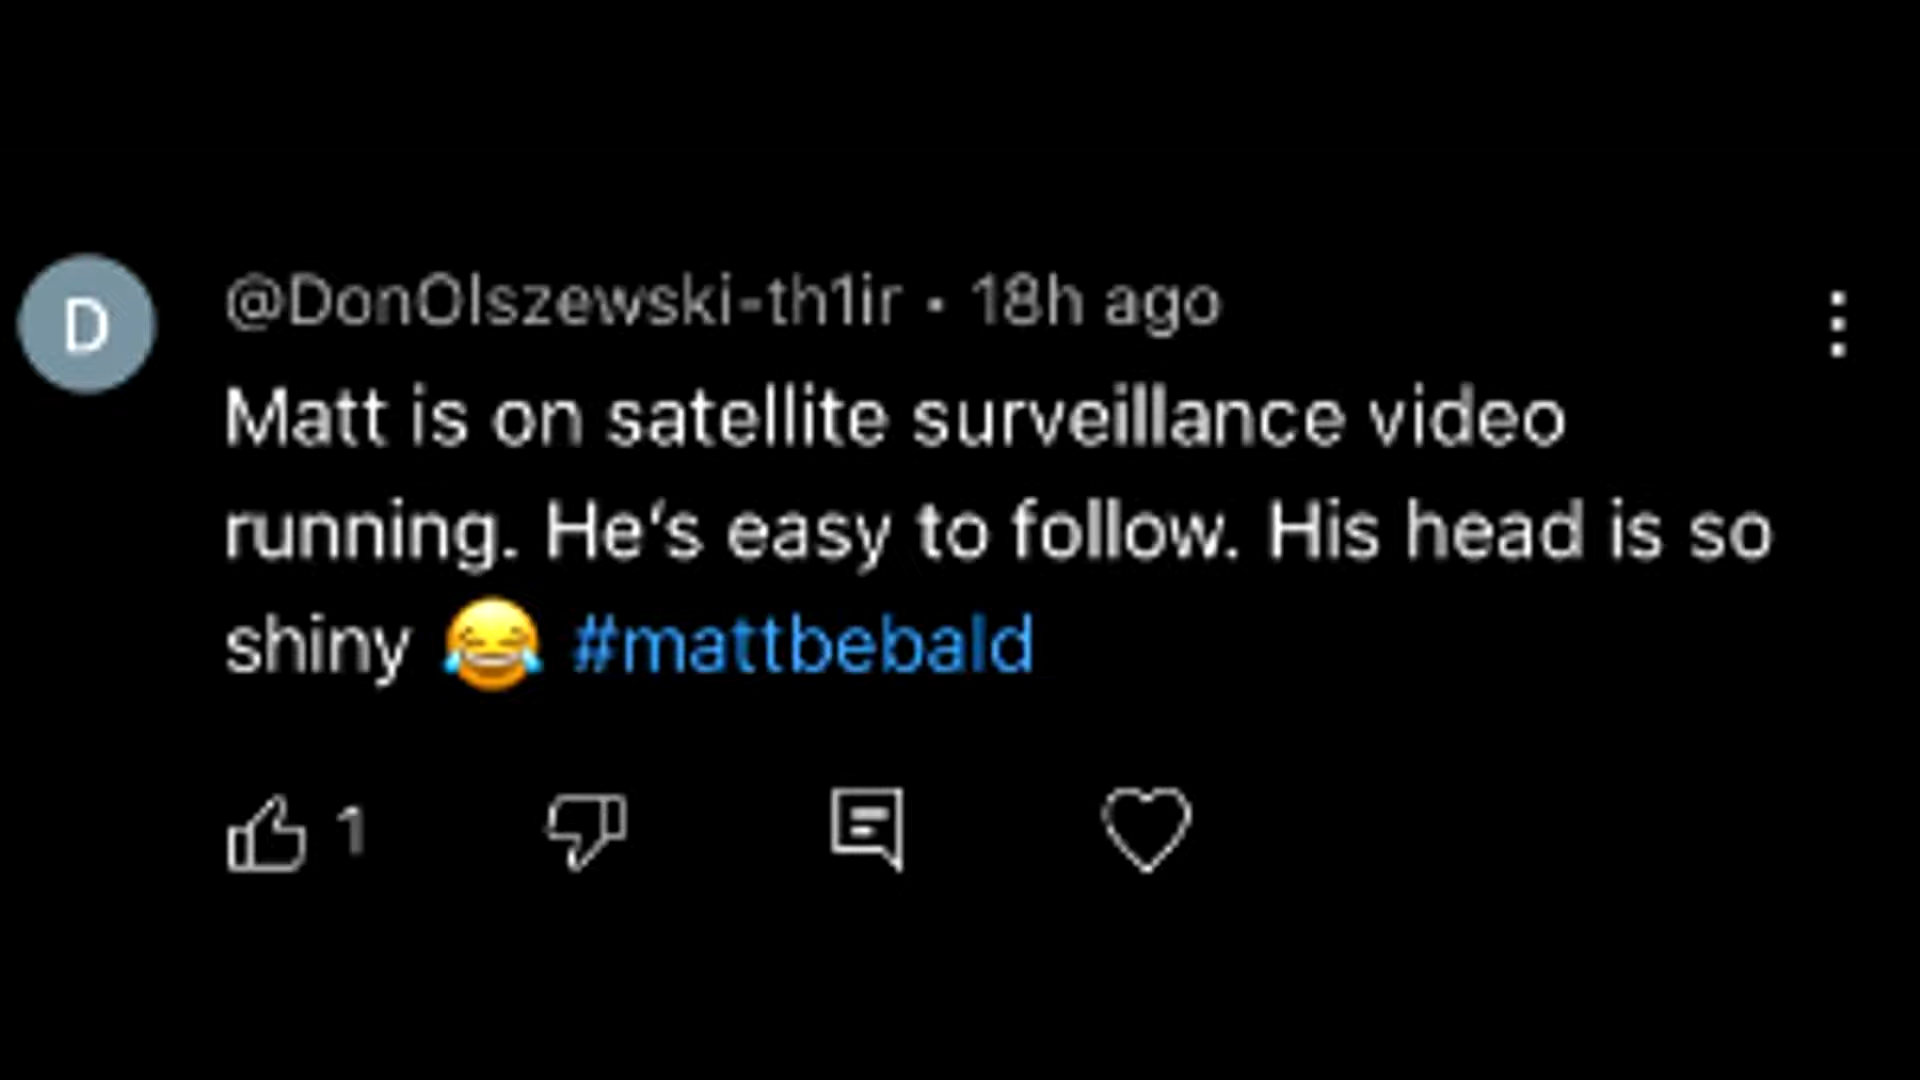 D
@DonOlszewski-th1ir • 18h ago
Matt is on satellite surveillance video
running. He's easy to follow. His head is so
shiny 😂 #mattbebald
1